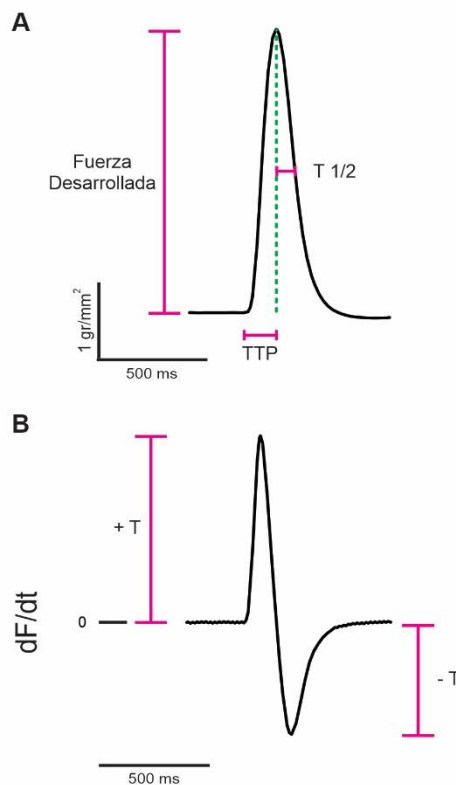 A
Fuerza
Desarrollada
T 1/2
1 gr/mm²
500 ms
TTP
B
+ T
dF/dt
0
- T
500 ms